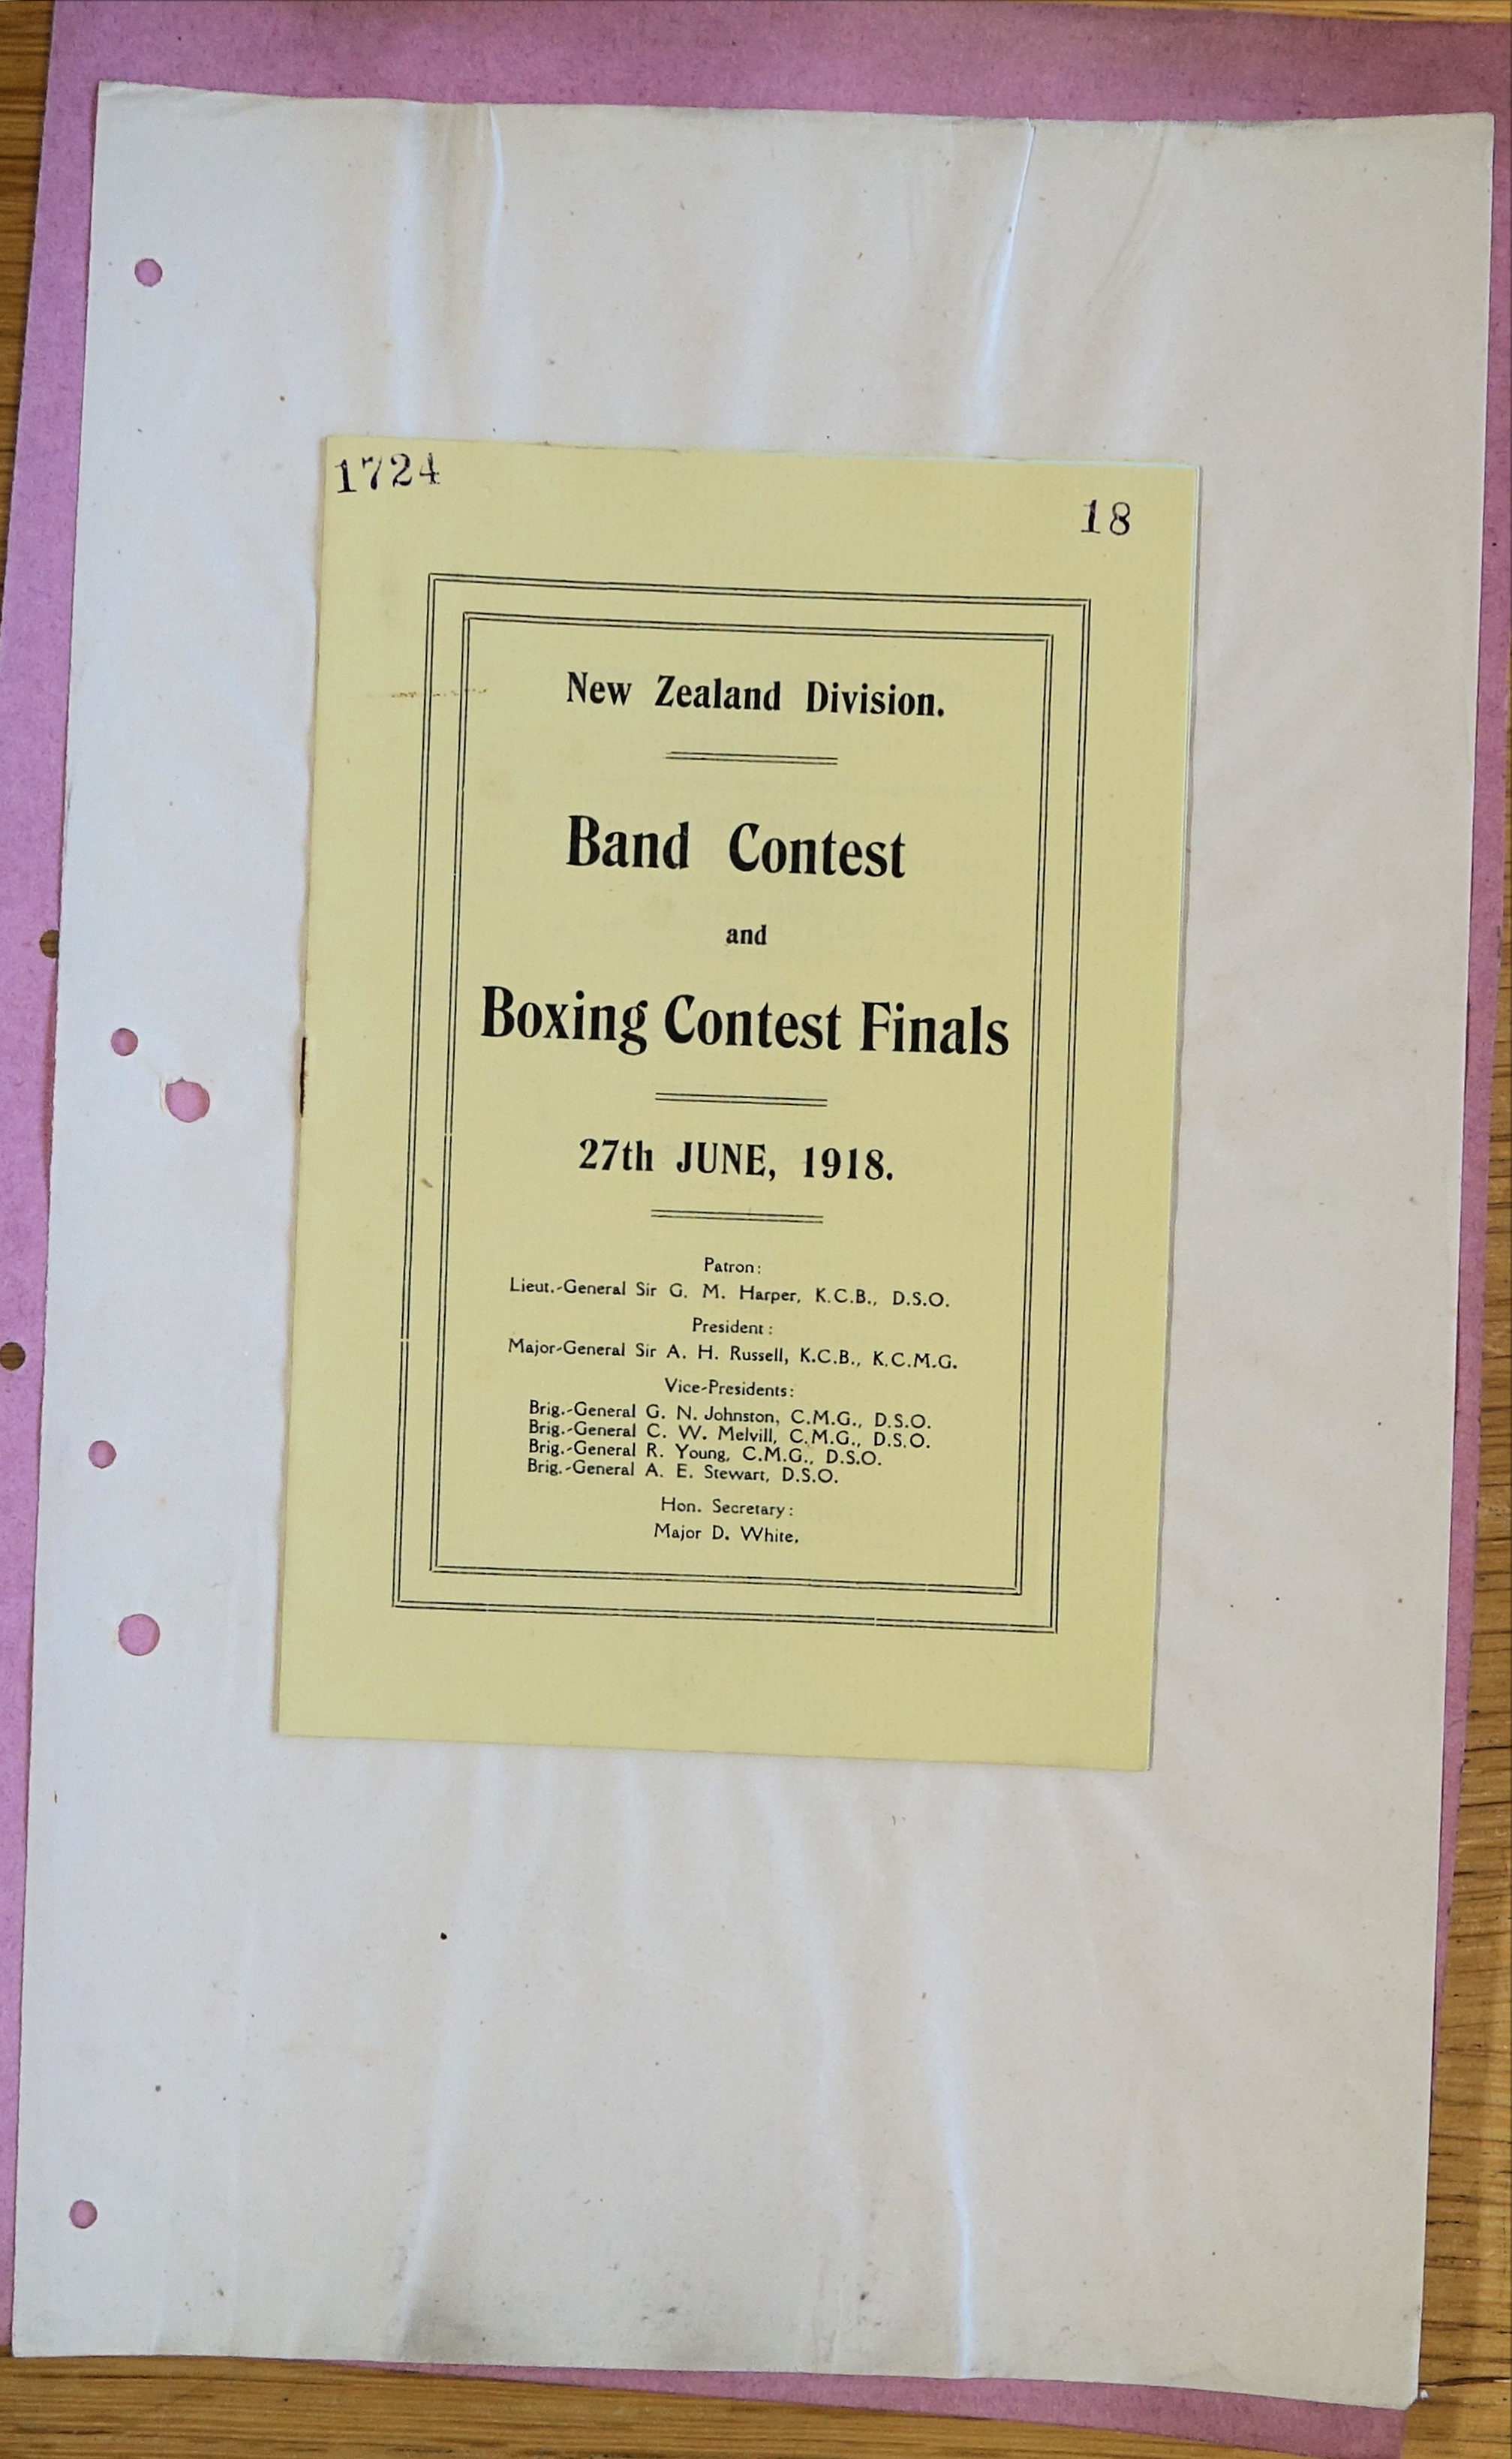 1724
18
New Zealand Division.
Band Contest
and
Boxing Contest Finals
27th JUNE, 1918.
Patron:
Lieut.-General Sir G. M. Harper, K.C.B., D.S.O.
President:
Major-General Sir A. H. Russell, K.C.B., K.C.M.G.
Vice-Presidents:
Brig.-General G. N. Johnston, C.M.G., D.S.O.
Brig.-General C. W. Melvill, C.M.G., D.S.O.
Brig.-General R. Young, C.M.G., D.S.O.
Brig.-General A. E. Stewart, D.S.O.
Hon. Secretary:
Major D. White.